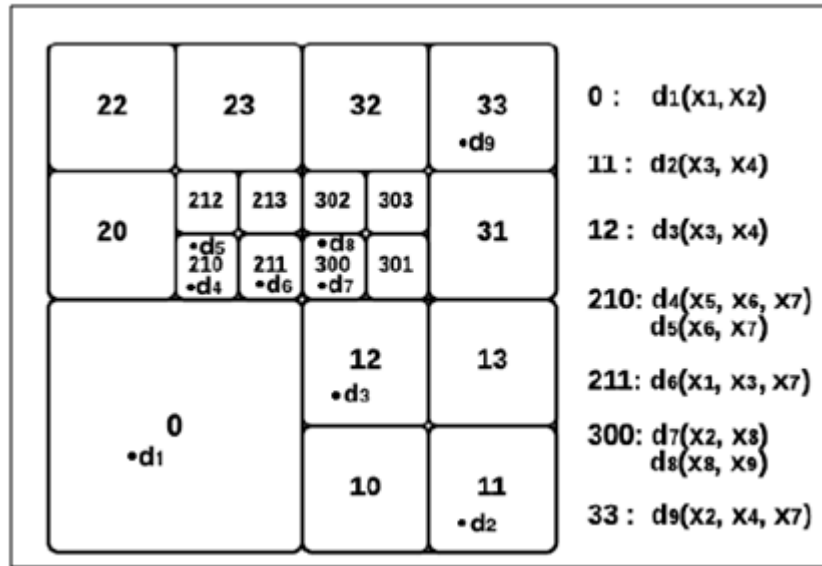 22 23 32 33
•d9
212 213 302 303
20 31
•d5 •d8
210 211 300 301
•d4 •d6 •d7
12 13
•d3
0
•d1
10 11
•d2
0 : d1(x1, x2)
11 : d2(x3, x4)
12 : d3(x3, x4)
210: d4(x5, x6, x7)
d5(x6, x7)
211: d6(x1, x3, x7)
300: d7(x2, x8)
d8(x8, x9)
33 : d9(x2, x4, x7)